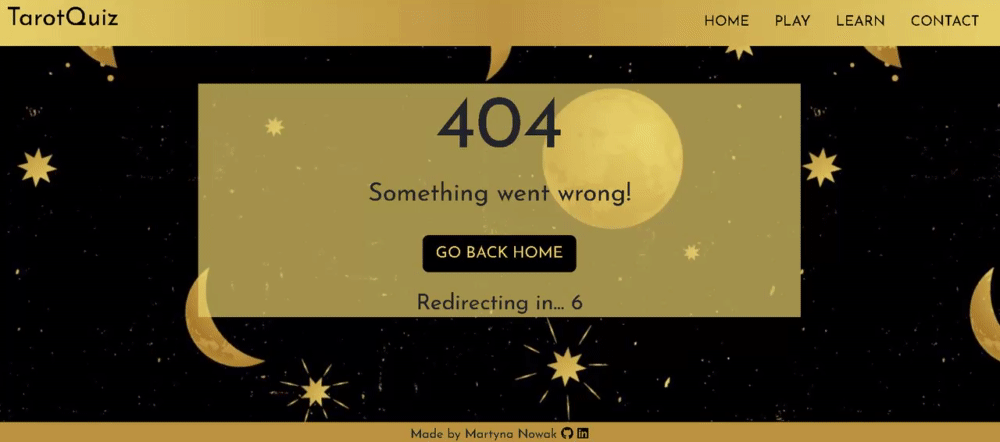 TarotQuiz
HOME PLAY LEARN CONTACT
404
Something went wrong!
GO BACK HOME
Redirecting in... 6
Made by Martyna Nowak